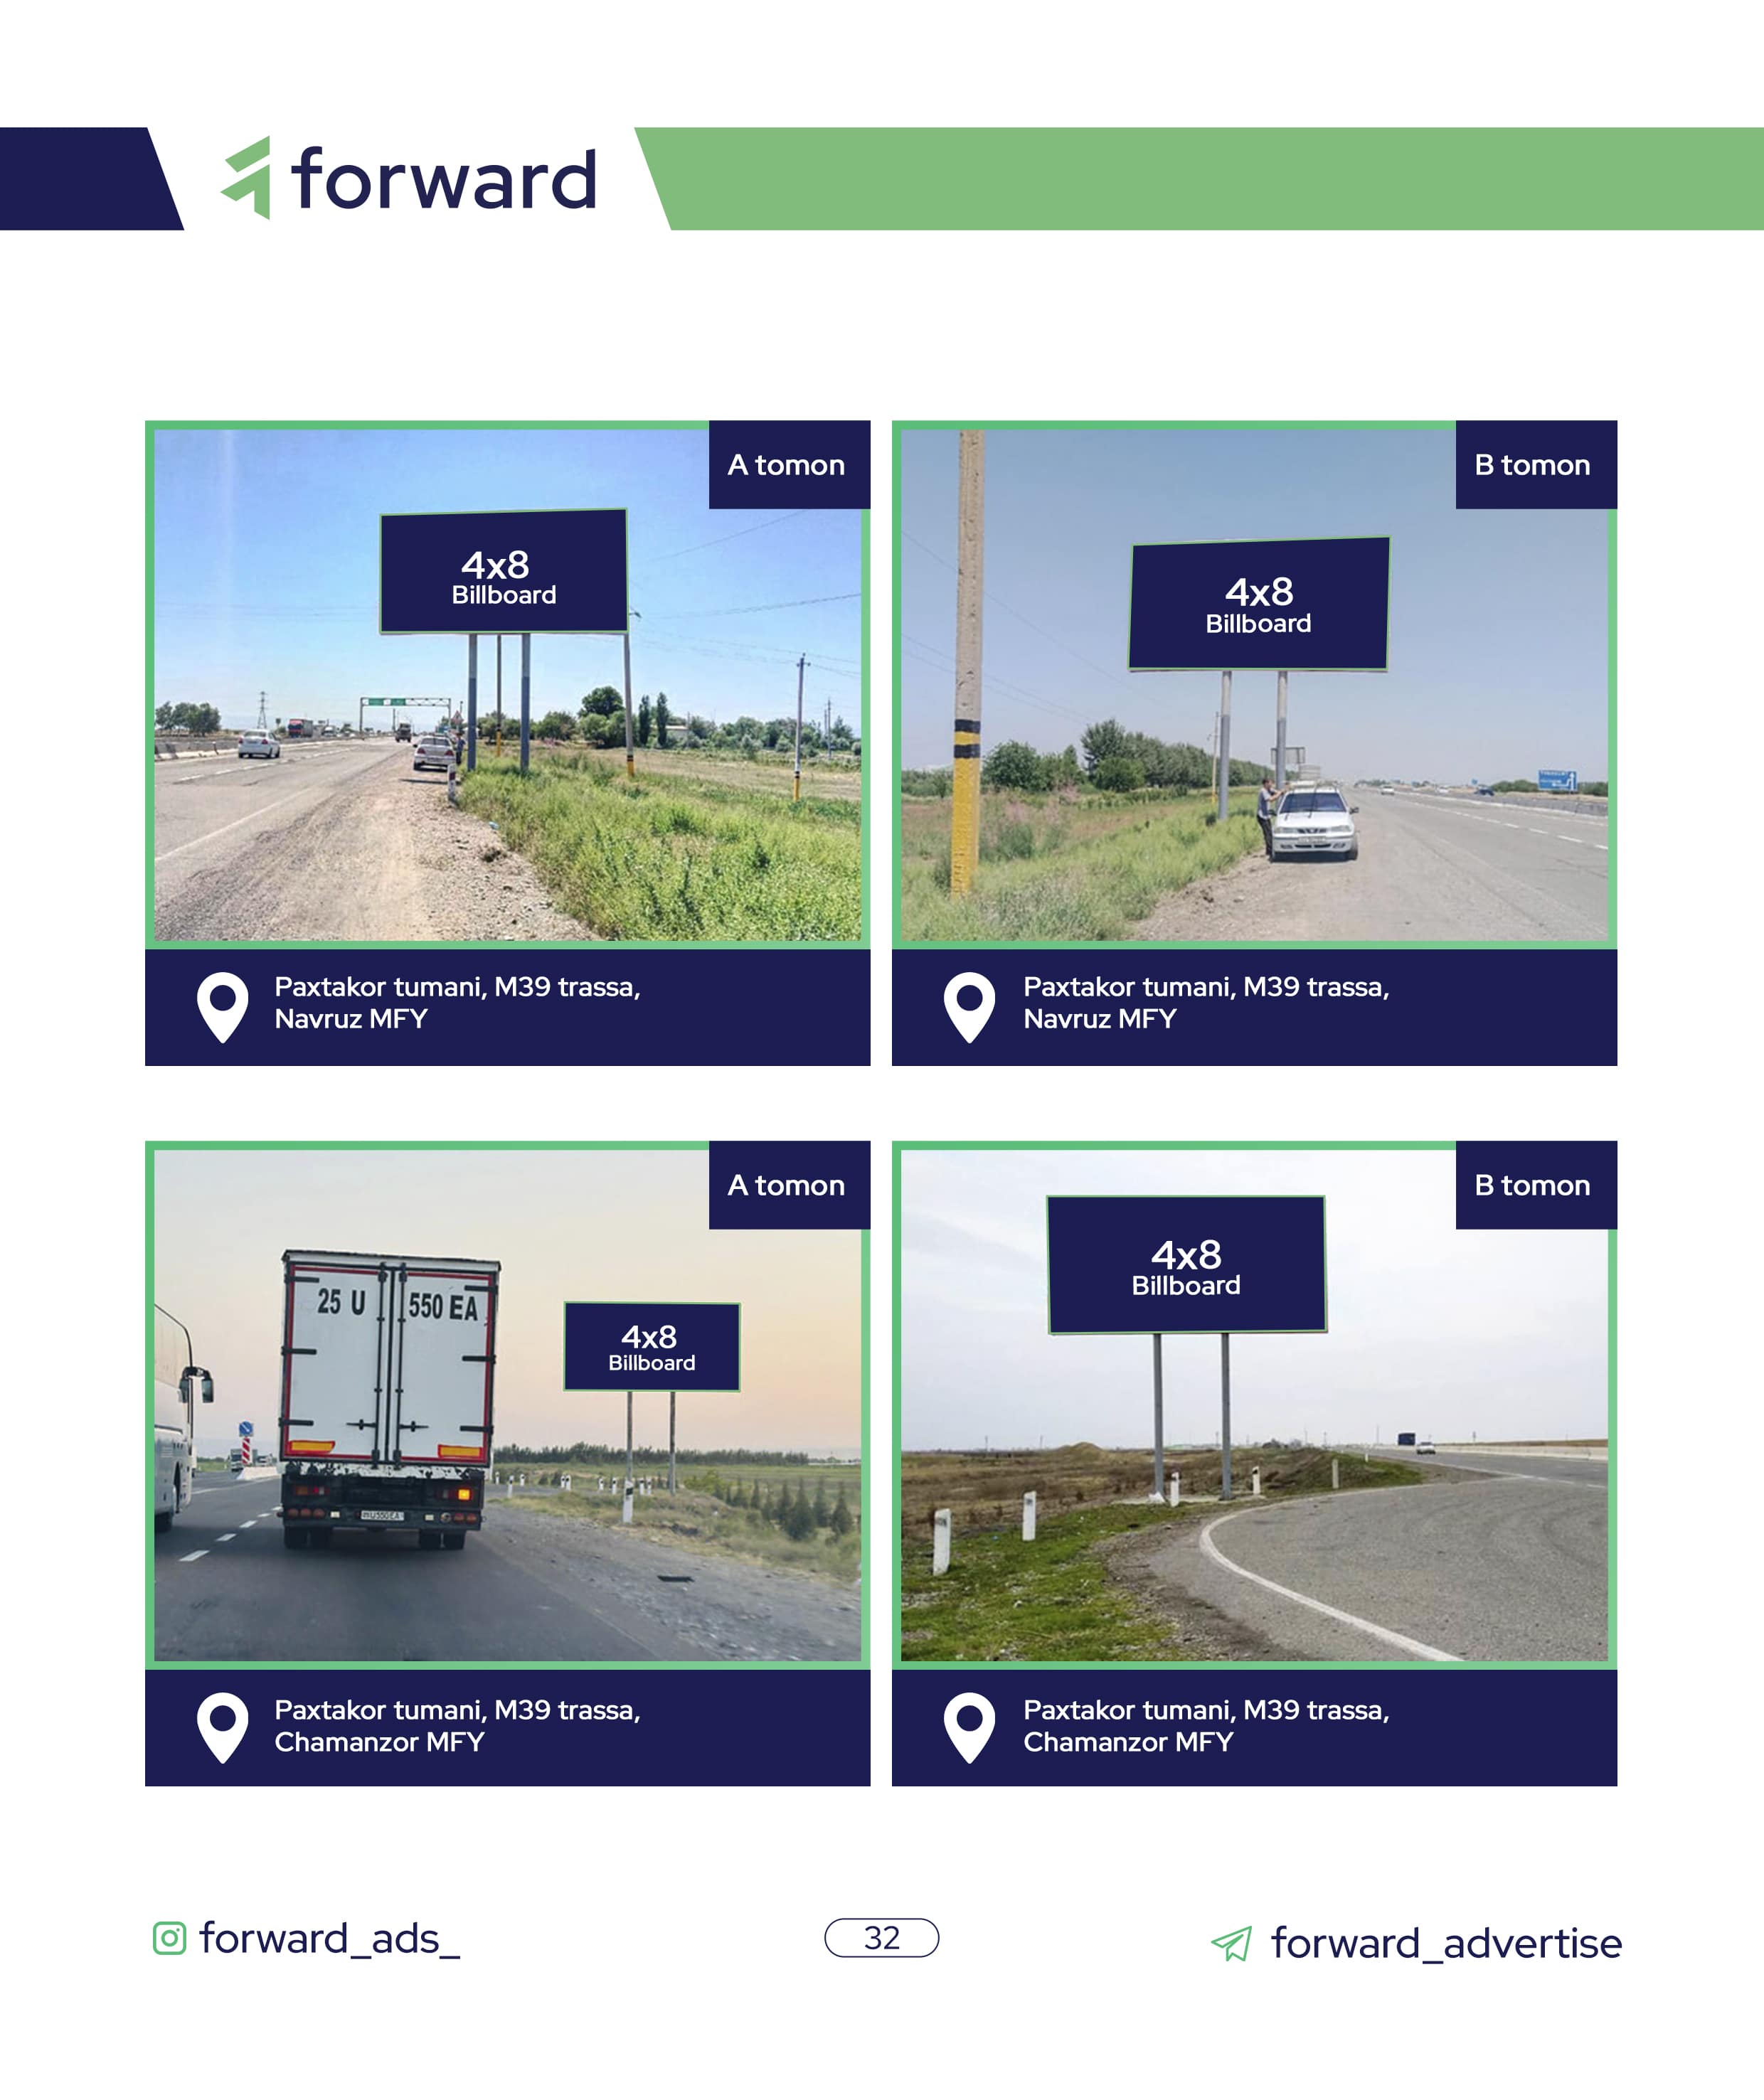 forward
A tomon
4x8
Billboard
Paxtakor tumani, M39 trassa,
Navruz MFY
B tomon
4x8
Billboard
Paxtakor tumani, M39 trassa,
Navruz MFY
A tomon
25 U 550 EA
4x8
Billboard
Paxtakor tumani, M39 trassa,
Chamanzor MFY
B tomon
4x8
Billboard
Paxtakor tumani, M39 trassa,
Chamanzor MFY
forward_ads_
32
forward_advertise